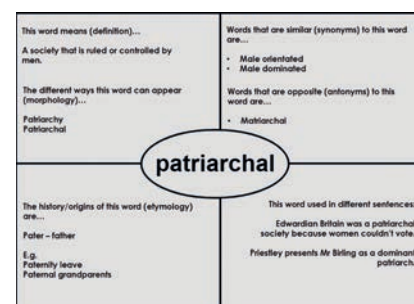 This word means (definition)...
A society that is ruled or controlled by
men.
The different ways this word can appear
(morphology)...
Patriarchy
Patriarchal
Words that are similar (synonyms) to this word
are...
• Male orientated
• Male dominated
Words that are opposite (antonyms) to this
word are...
• Matriarchal
patriarchal
The history/origins of this word (etymology)
are...
Pater – father
E.g.
Paternity leave
Paternal grandparents
This word used in different sentences
Edwardian Britain was a patriarchal
society because women couldn't vote.
Priestley presents Mr Birling as a dominant
patriarch.